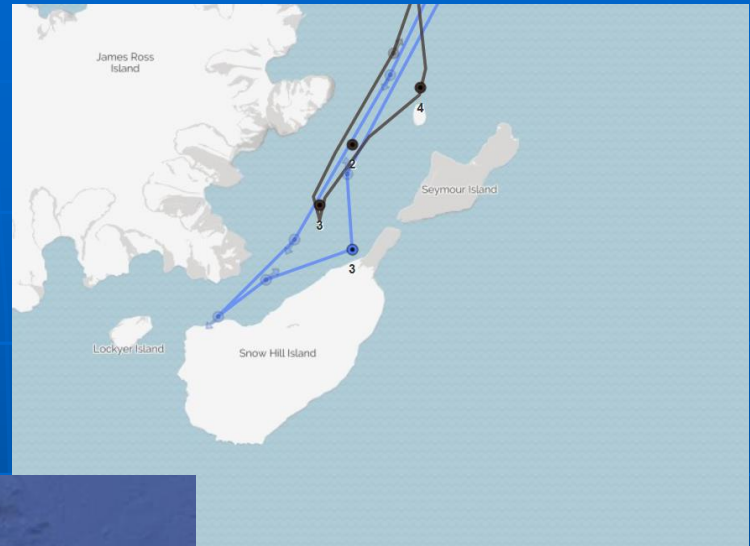 James Ross
Island
4
2
Seymour Island
3
3
Lockyer Island
Snow Hill Island